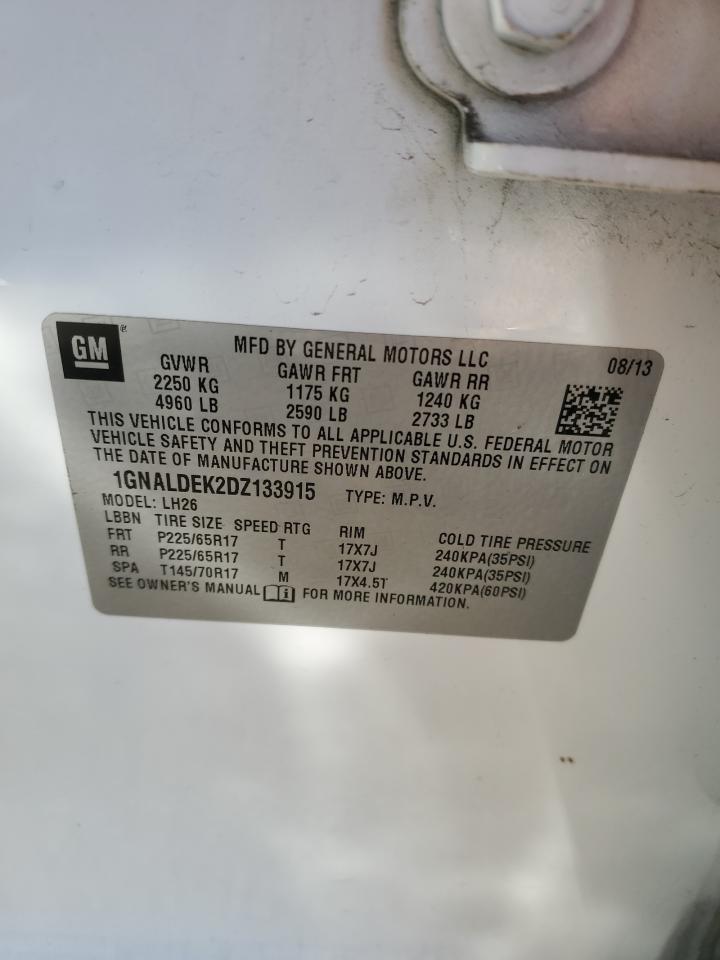 GM ®
MFD BY GENERAL MOTORS LLC 08/13
GVWR GAWR FRT GAWR RR
2250 KG 1175 KG 1240 KG
4960 LB 2590 LB 2733 LB
THIS VEHICLE CONFORMS TO ALL APPLICABLE U.S. FEDERAL MOTOR
VEHICLE SAFETY AND THEFT PREVENTION STANDARDS IN EFFECT ON
THE DATE OF MANUFACTURE SHOWN ABOVE.
1GNALDEK2DZ133915 TYPE: M.P.V.
MODEL: LH26
LBBN TIRE SIZE SPEED RTG RIM COLD TIRE PRESSURE
FRT P225/65R17 T 17X7J 240KPA(35PSI)
RR P225/65R17 T 17X7J 240KPA(35PSI)
SPA T145/70R17 M 17X4.5T 420KPA(60PSI)
SEE OWNER'S MANUAL FOR MORE INFORMATION.